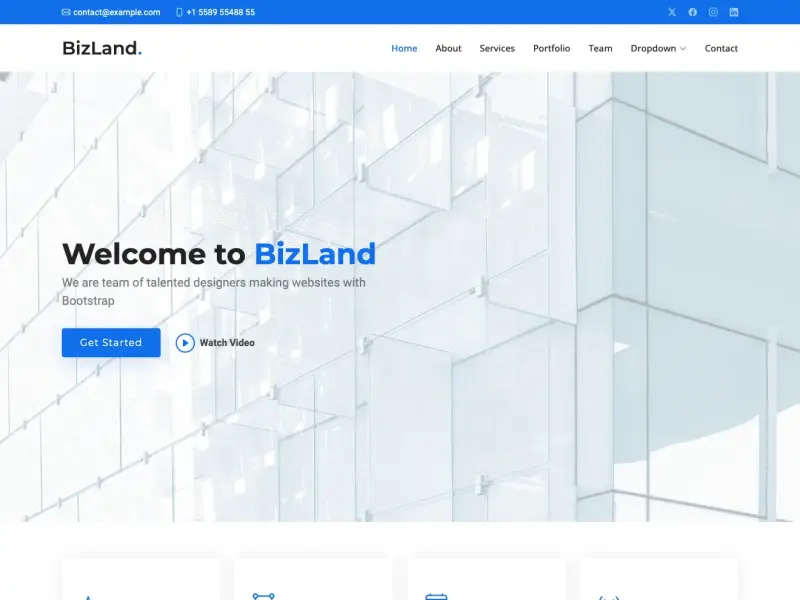 contact@example.com +1 5589 55488 55
BizLand.
Home About Services Portfolio Team Dropdown Contact
Welcome to BizLand
We are team of talented designers making websites with
Bootstrap
Get Started Watch Video